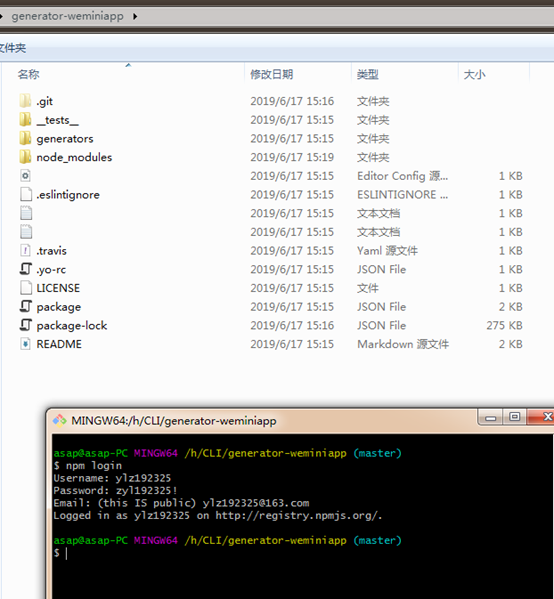 generator-weminiapp
文件夹
名称 修改日期 类型 大小
.git 2019/6/17 15:16 文件夹
__tests__ 2019/6/17 15:15 文件夹
generators 2019/6/17 15:15 文件夹
node_modules 2019/6/17 15:19 文件夹
2019/6/17 15:15 Editor Config 源... 1 KB
.eslintignore 2019/6/17 15:15 ESLINTIGNORE ... 1 KB
2019/6/17 15:15 文本文档 1 KB
2019/6/17 15:15 文本文档 1 KB
.travis 2019/6/17 15:15 Yaml 源文件 1 KB
.yo-rc 2019/6/17 15:15 JSON File 1 KB
LICENSE 2019/6/17 15:15 文件 1 KB
package 2019/6/17 15:15 JSON File 2 KB
package-lock 2019/6/17 15:16 JSON File 275 KB
README 2019/6/17 15:15 Markdown 源文件 2 KB
MINGW64:/h/CLI/generator-weminiapp
asap@asap-PC MINGW64 /h/CLI/generator-weminiapp (master)
$ npm login
Username: ylz192325
Password: zyl192325!
Email: (this IS public) ylz192325@163.com
Logged in as ylz192325 on http://registry.npmjs.org/.
asap@asap-PC MINGW64 /h/CLI/generator-weminiapp (master)
$